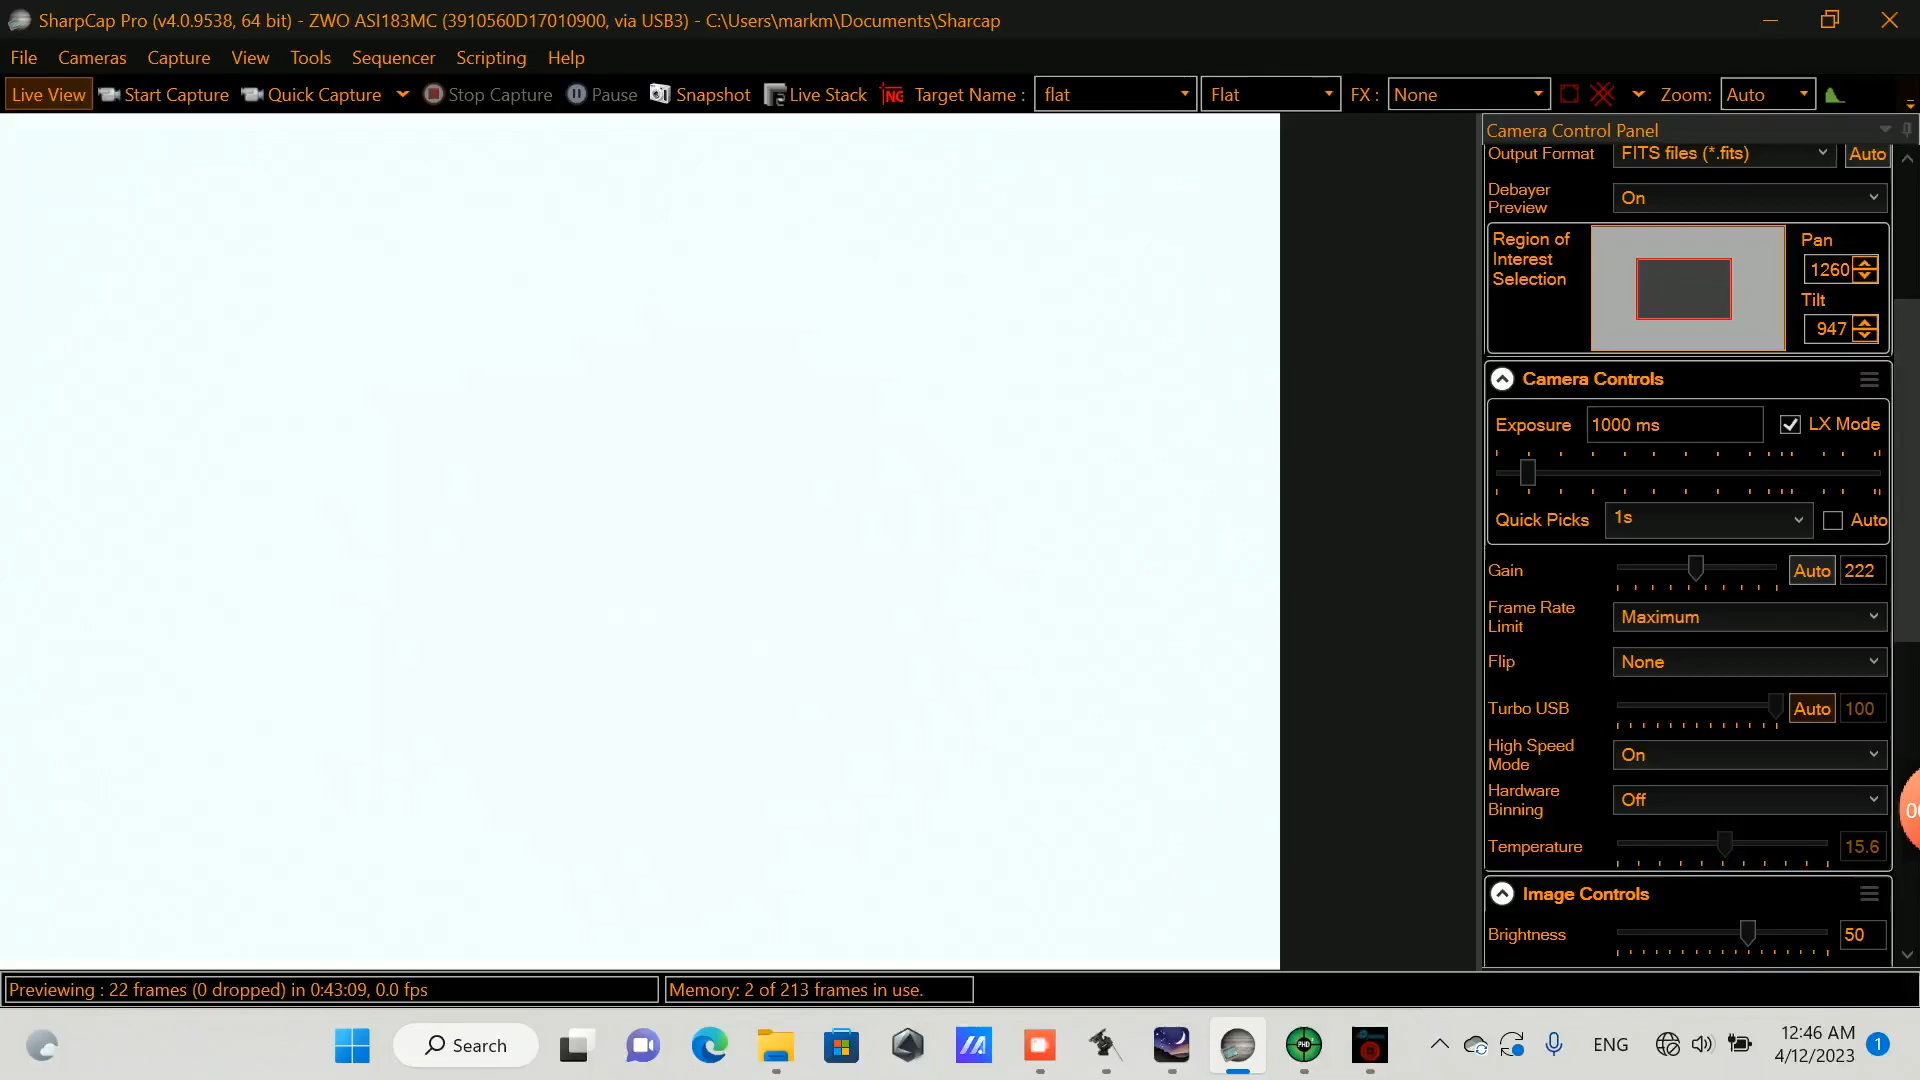 SharpCap Pro (v4.0.9538, 64 bit) - ZWO ASI183MC (3910560D17010900, via USB3) - C:\Users\markm\Documents\Sharcap
File Cameras Capture View Tools Sequencer Scripting Help
Live View Start Capture Quick Capture Stop Capture Pause Snapshot Live Stack NG Target Name : flat Flat FX : None Zoom: Auto
Camera Control Panel
Output Format FITS files (*.fits) Auto
Debayer
Preview On
Region of
Interest
Selection
Pan
1260
Tilt
947
Camera Controls
Exposure 1000 ms LX Mode
Quick Picks 1s Auto
Gain Auto 222
Frame Rate
Limit Maximum
Flip None
Turbo USB Auto 100
High Speed
Mode On
Hardware
Binning Off
Temperature 15.6
Image Controls
Brightness 50
Previewing : 22 frames (0 dropped) in 0:43:09, 0.0 fps Memory: 2 of 213 frames in use.
Search PHD ENG 12:46 AM
4/12/2023 1